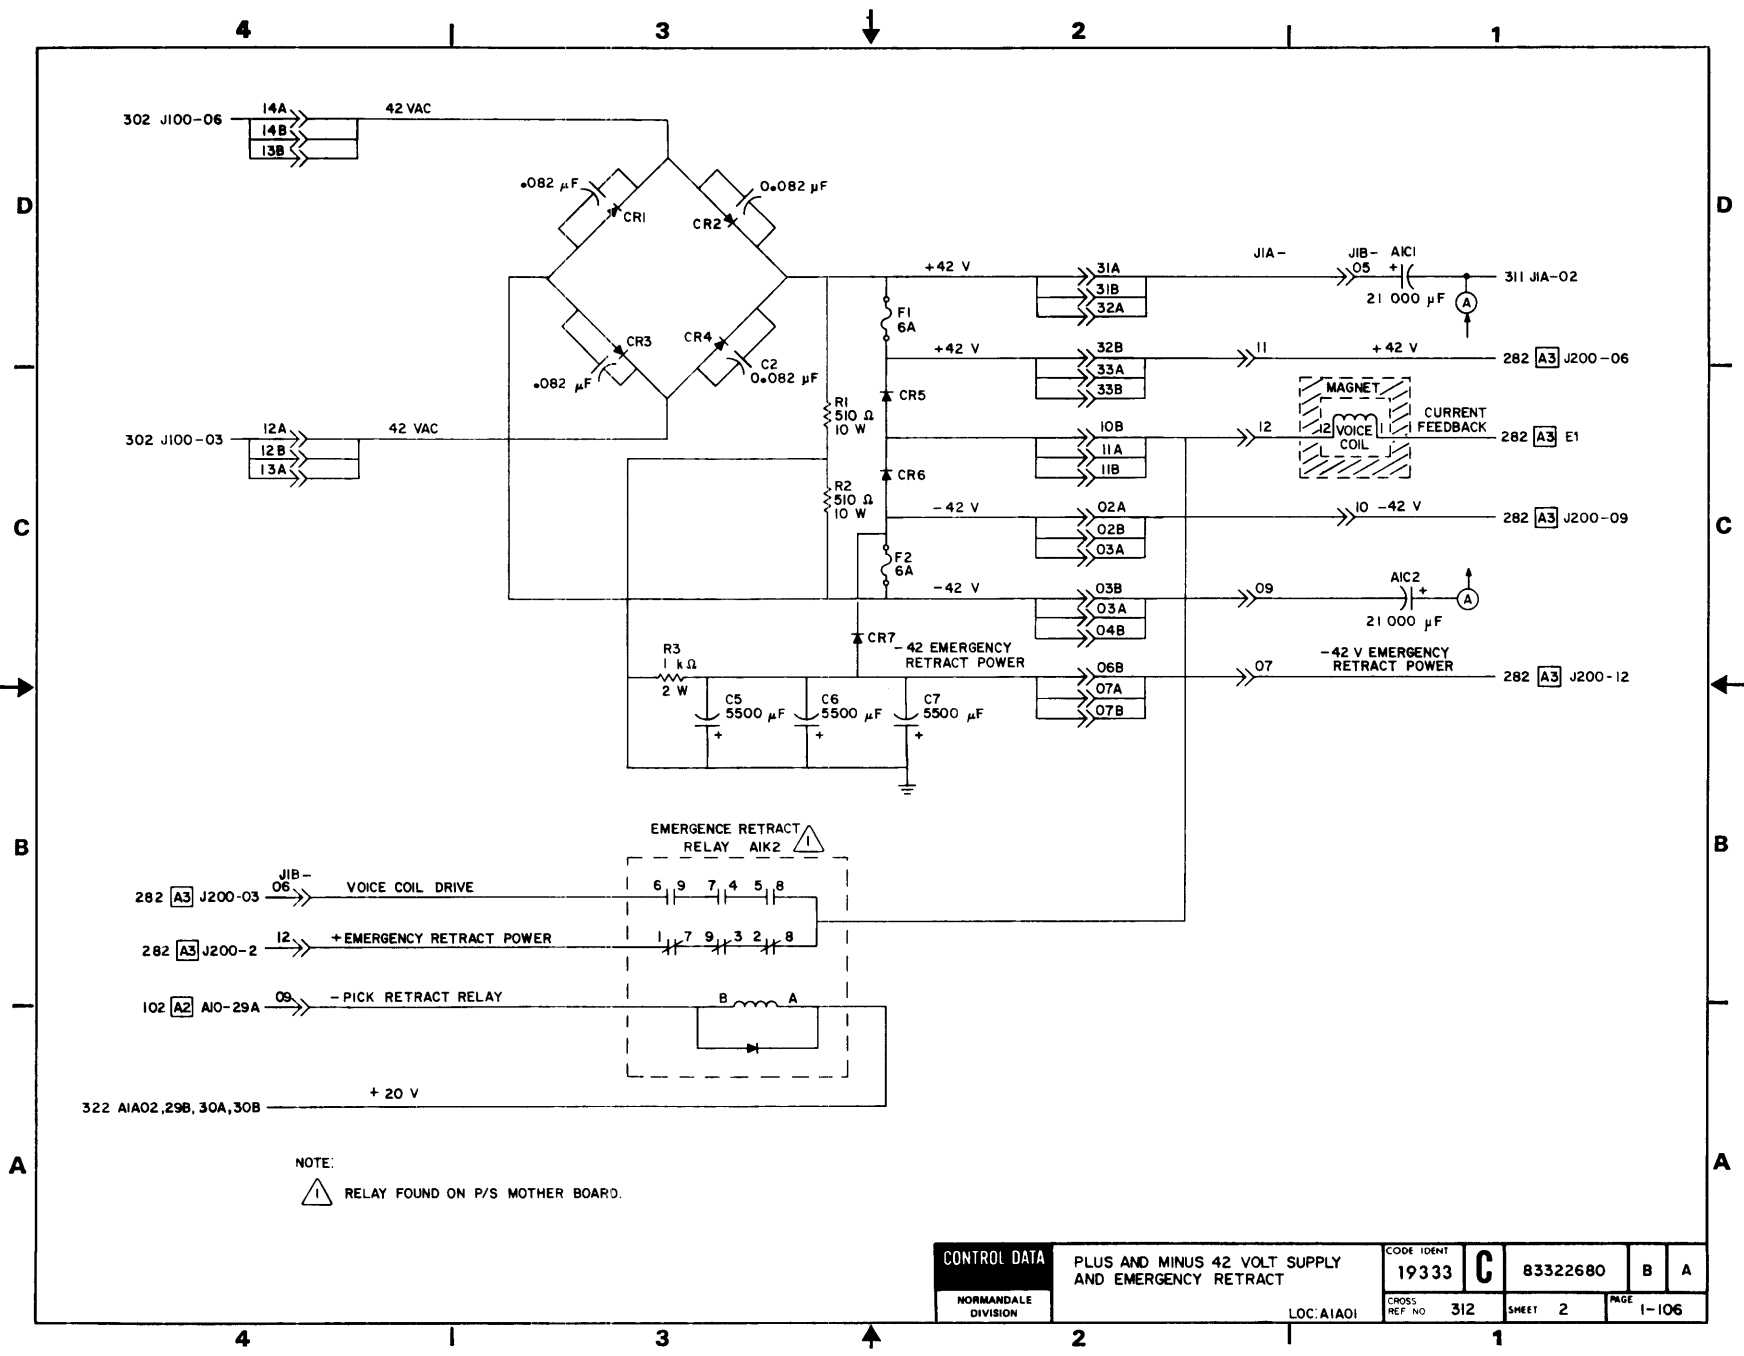 4 3 2 1
D
C
B
A
302 J100-06
14A
14B
13B
42 VAC
.082 µF
CR1
0.082 µF
CR2
CR3
.082 µF
CR4
C2
0.082 µF
302 J100-03
12A
12B
13A
42 VAC
+42 V
F1
6A
+42 V
CR5
R1
510 Ω
10 W
CR6
R2
510 Ω
10 W
-42 V
F2
6A
-42 V
CR7
-42 EMERGENCY
RETRACT POWER
R3
1 kΩ
2 W
C5
5500 µF
+
C6
5500 µF
+
C7
5500 µF
+
31A
31B
32A
32B
33A
33B
10B
11A
11B
02A
02B
03A
03B
03A
04B
06B
07A
07B
J1A-
J1B-
05
A1C1
+
21 000 µF
311 J1A-02
A
11
+42 V
282 A3 J200-06
12
MAGNET
12 VOICE 1
COIL
CURRENT
FEEDBACK
282 A3 E1
10 -42 V
282 A3 J200-09
09
A1C2
+
21 000 µF
A
07
-42 V EMERGENCY
RETRACT POWER
282 A3 J200-12
EMERGENCE RETRACT
RELAY A1K2
1
J1B-
282 A3 J200-03
06
VOICE COIL DRIVE
6 9 7 4 5 8
282 A3 J200-2
12
+EMERGENCY RETRACT POWER
1 7 9 3 2 8
102 A2 A10-29A
09
-PICK RETRACT RELAY
B A
322 A1A02,29B,30A,30B
+ 20 V
NOTE:
1 RELAY FOUND ON P/S MOTHER BOARD.
D
C
B
A
CONTROL DATA
NORMANDALE
DIVISION
PLUS AND MINUS 42 VOLT SUPPLY
AND EMERGENCY RETRACT
LOC:A1A01
CODE IDENT
19333
C
83322680
B
A
CROSS
REF NO 312
SHEET 2
PAGE 1-106
4 3 2 1